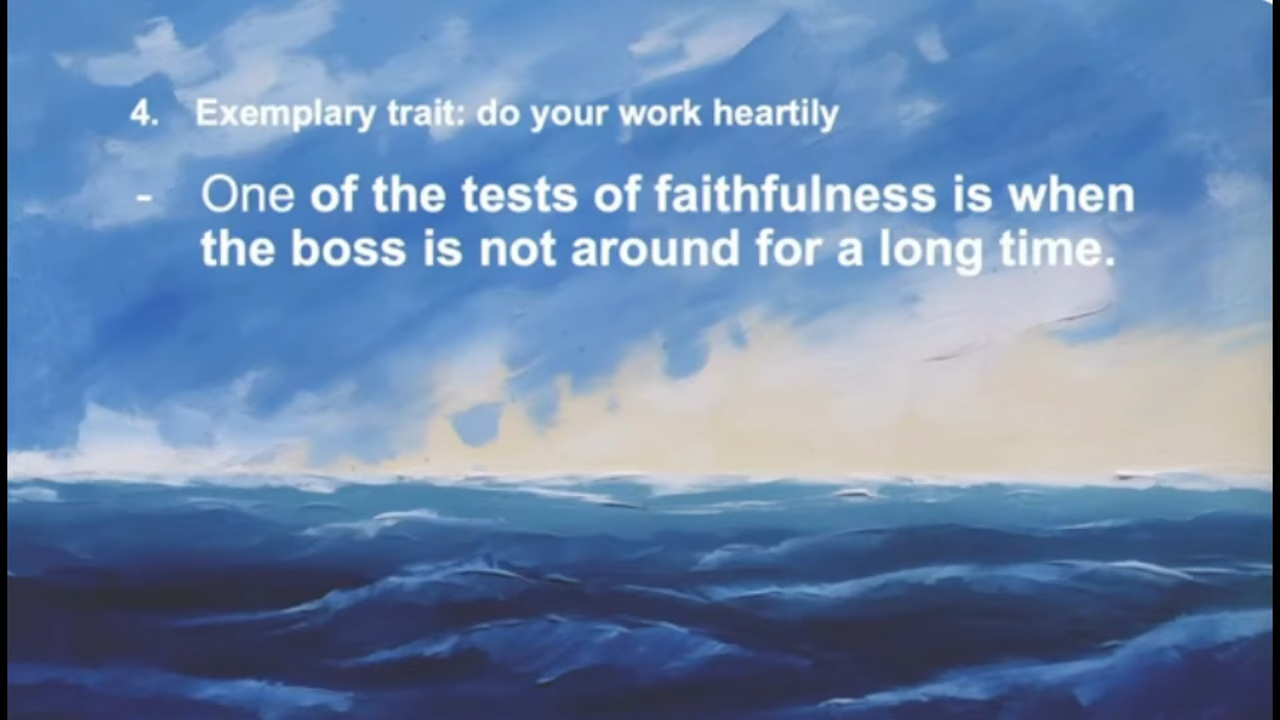 4. Exemplary trait: do your work heartily
- One of the tests of faithfulness is when
the boss is not around for a long time.